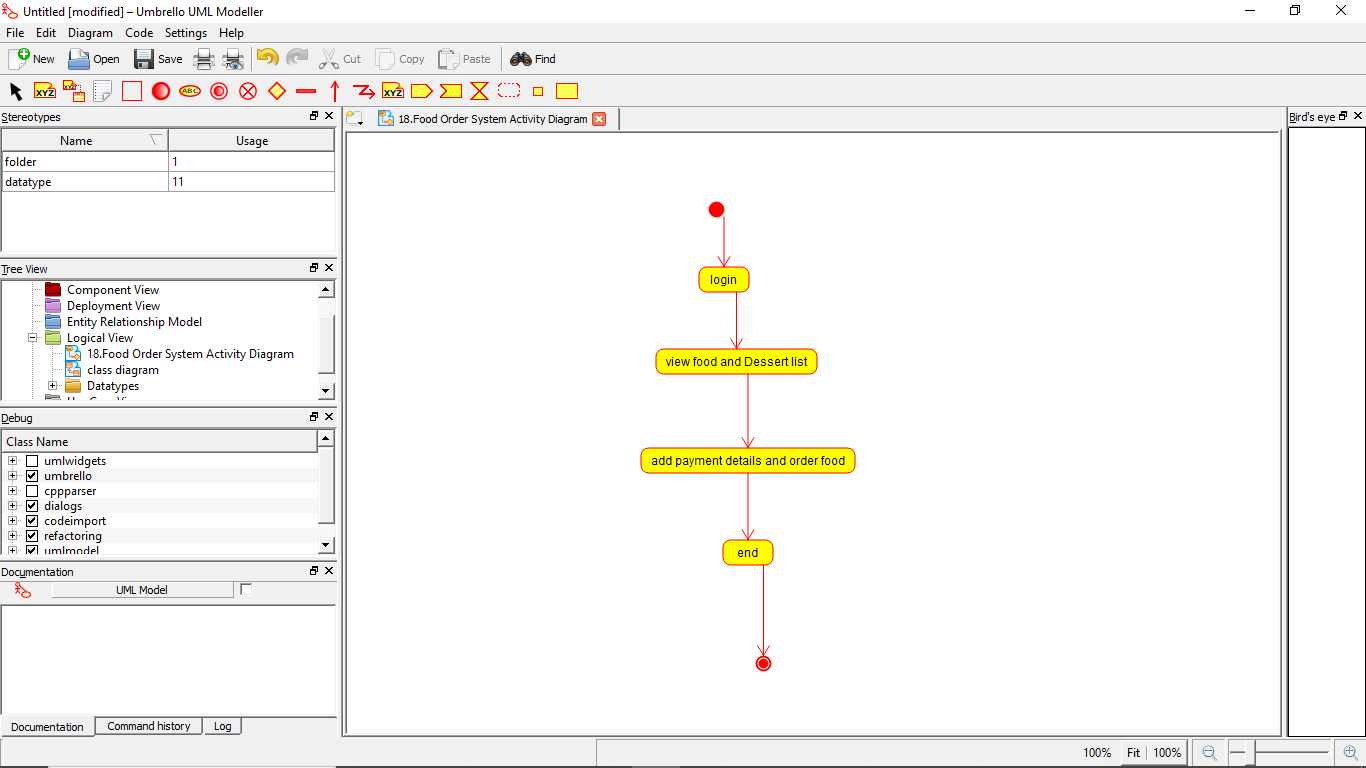 Untitled [modified] – Umbrello UML Modeller
File Edit Diagram Code Settings Help
New Open Save Cut Copy Paste Find
XYZ XYZ ABC XYZ
Stereotypes
18.Food Order System Activity Diagram
Bird's eye
Name Usage
folder 1
datatype 11
Tree View
Component View
Deployment View
Entity Relationship Model
Logical View
18.Food Order System Activity Diagram
class diagram
Datatypes
Debug
Class Name
umlwidgets
umbrello
cppparser
dialogs
codeimport
refactoring
umlmodel
Documentation
UML Model
Documentation Command history Log
login
view food and Dessert list
add payment details and order food
end
100% Fit 100%